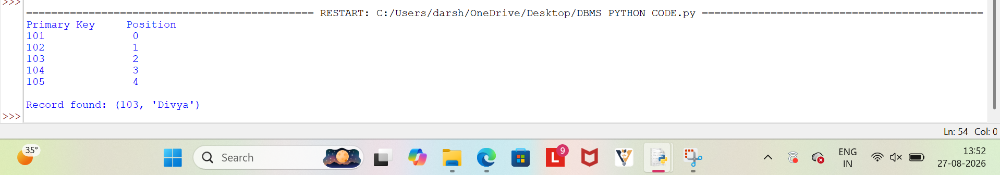 >>>
============================================== RESTART: C:/Users/darsh/OneDrive/Desktop/DBMS PYTHON CODE.py =============================================
Primary Key     Position
101              0
102              1
103              2
104              3
105              4
Record found: (103, 'Divya')
>>>
Ln: 54 Col: 0
35°
Search
L 9
ENG
IN
13:52
27-08-2026